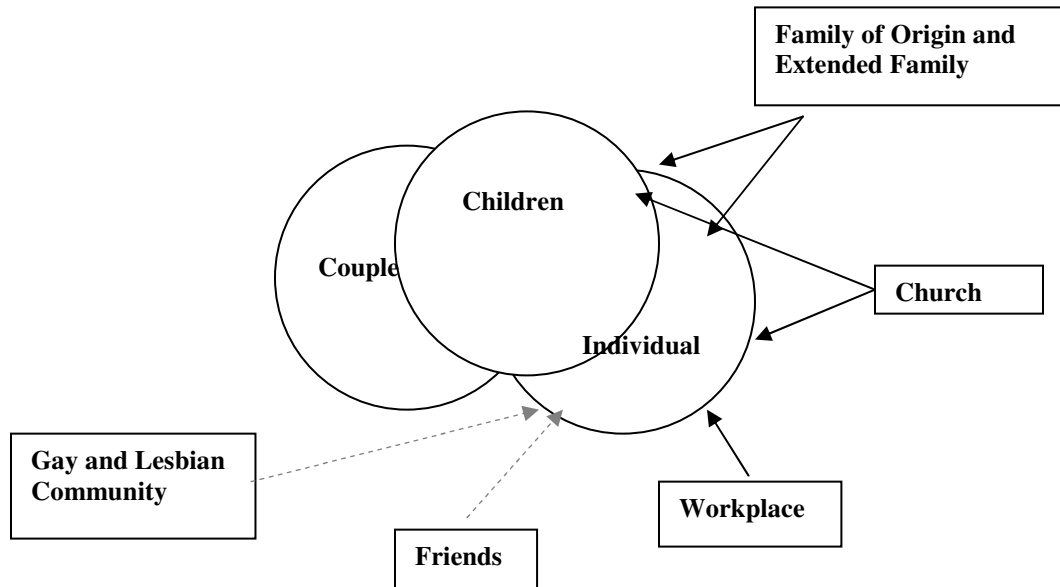 Family of Origin and
Extended Family
Children
Couple
Church
Individual
Gay and Lesbian
Community
Workplace
Friends